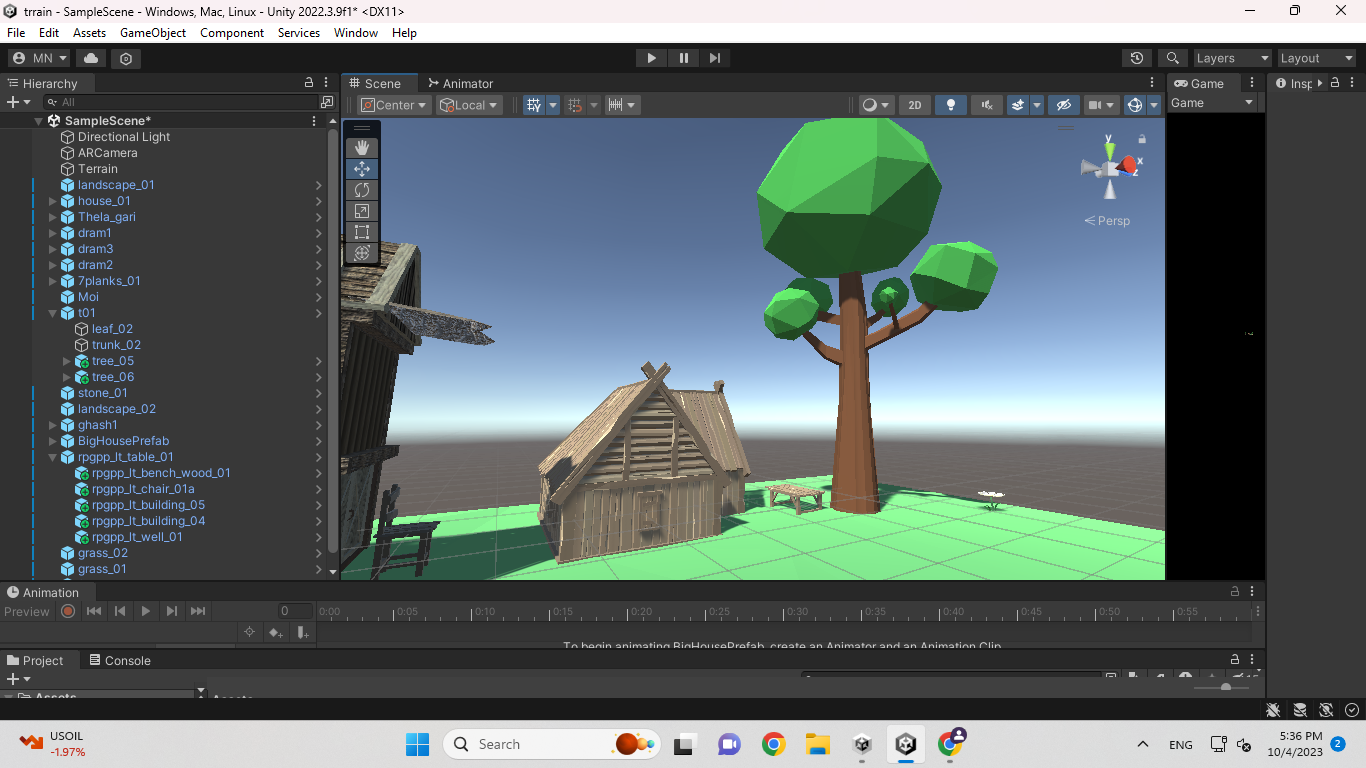 trrain - SampleScene - Windows, Mac, Linux - Unity 2022.3.9f1* <DX11>
File Edit Assets GameObject Component Services Window Help
MN Layers Layout
Hierarchy Scene Animator Game Insp
All Center Local 2D Game
SampleScene*
Directional Light
ARCamera
Terrain
landscape_01
house_01
Thela_gari
dram1
dram3
dram2
7planks_01
Moi
t01
leaf_02
trunk_02
tree_05
tree_06
stone_01
landscape_02
ghash1
BigHousePrefab
rpgpp_lt_table_01
rpgpp_lt_bench_wood_01
rpgpp_lt_chair_01a
rpgpp_lt_building_05
rpgpp_lt_building_04
rpgpp_lt_well_01
grass_02
grass_01
y
x
z
Persp
Animation
Preview 0 0:00 0:05 0:10 0:15 0:20 0:25 0:30 0:35 0:40 0:45 0:50 0:55
To begin animating BigHousePrefab, create an Animator and an Animation Clip.
Project Console
15
Assets Assets
USOIL
-1.97%
Search
ENG
5:36 PM
10/4/2023
2